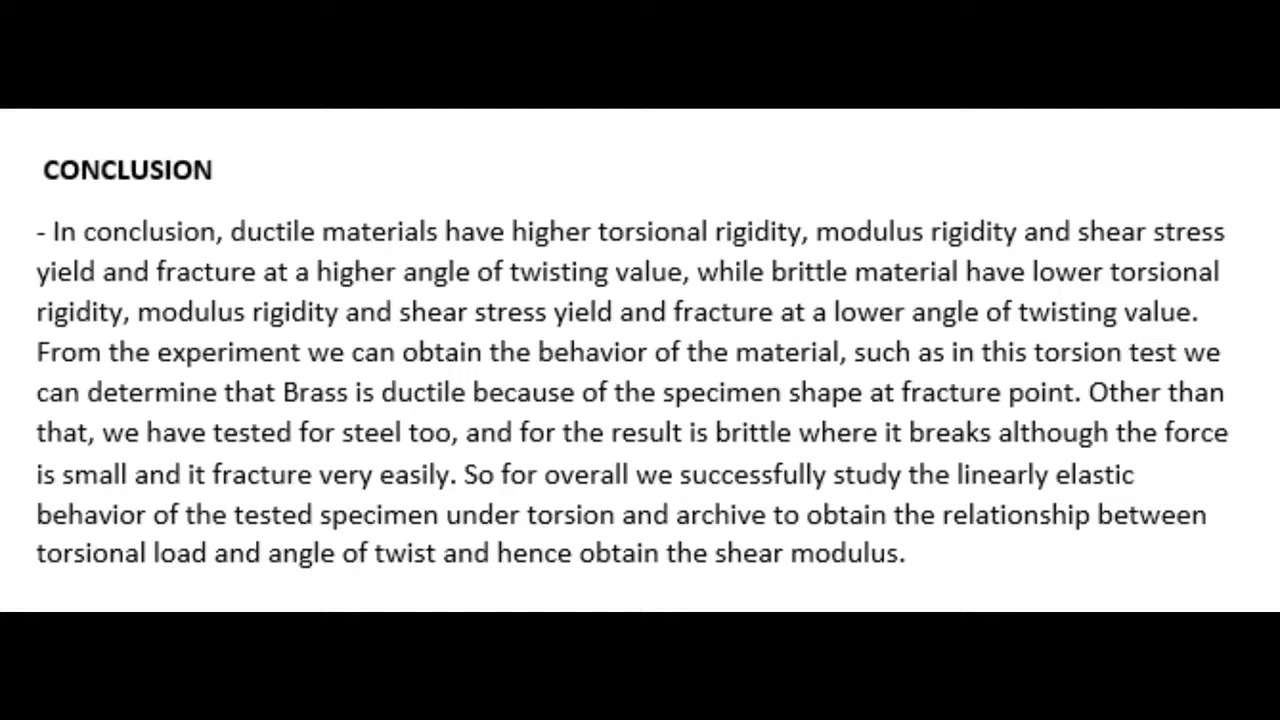 CONCLUSION
- In conclusion, ductile materials have higher torsional rigidity, modulus rigidity and shear stress
yield and fracture at a higher angle of twisting value, while brittle material have lower torsional
rigidity, modulus rigidity and shear stress yield and fracture at a lower angle of twisting value.
From the experiment we can obtain the behavior of the material, such as in this torsion test we
can determine that Brass is ductile because of the specimen shape at fracture point. Other than
that, we have tested for steel too, and for the result is brittle where it breaks although the force
is small and it fracture very easily. So for overall we successfully study the linearly elastic
behavior of the tested specimen under torsion and archive to obtain the relationship between
torsional load and angle of twist and hence obtain the shear modulus.